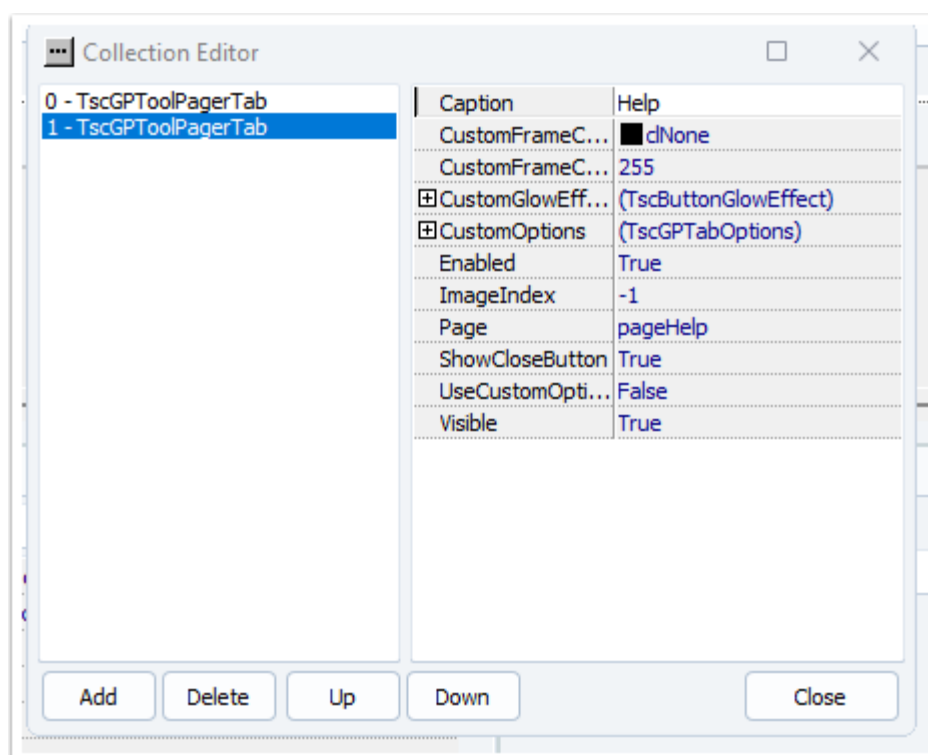 Collection Editor
0 - TscGPToolPagerTab
1 - TscGPToolPagerTab
Caption Help
CustomFrameC... clNone
CustomFrameC... 255
CustomGlowEff... (TscButtonGlowEffect)
CustomOptions (TscGPTabOptions)
Enabled True
ImageIndex -1
Page pageHelp
ShowCloseButton True
UseCustomOpti... False
Visible True
Add Delete Up Down Close